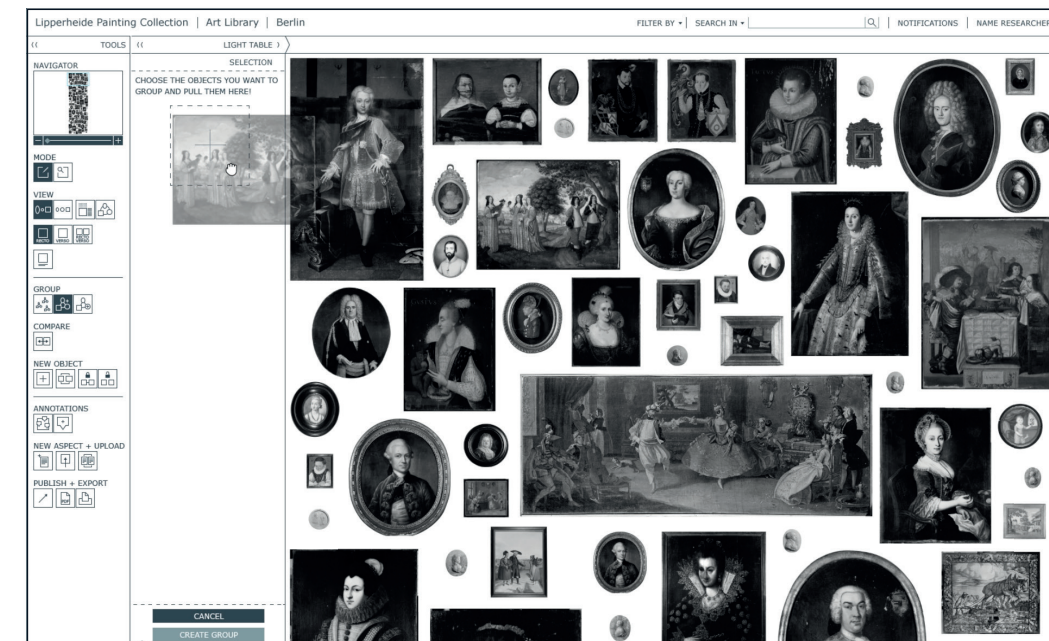 Lipperheide Painting Collection | Art Library | Berlin
FILTER BY ▾ | SEARCH IN ▾
NOTIFICATIONS | NAME RESEARCHER
TOOLS
LIGHT TABLE
NAVIGATOR
SELECTION
CHOOSE THE OBJECTS YOU WANT TO
GROUP AND PULL THEM HERE!
MODE
VIEW
RECTO
VERSO
RECTO
VERSO
GROUP
COMPARE
NEW OBJECT
ANNOTATIONS
NEW ASPECT + UPLOAD
PUBLISH + EXPORT
CANCEL
CREATE GROUP